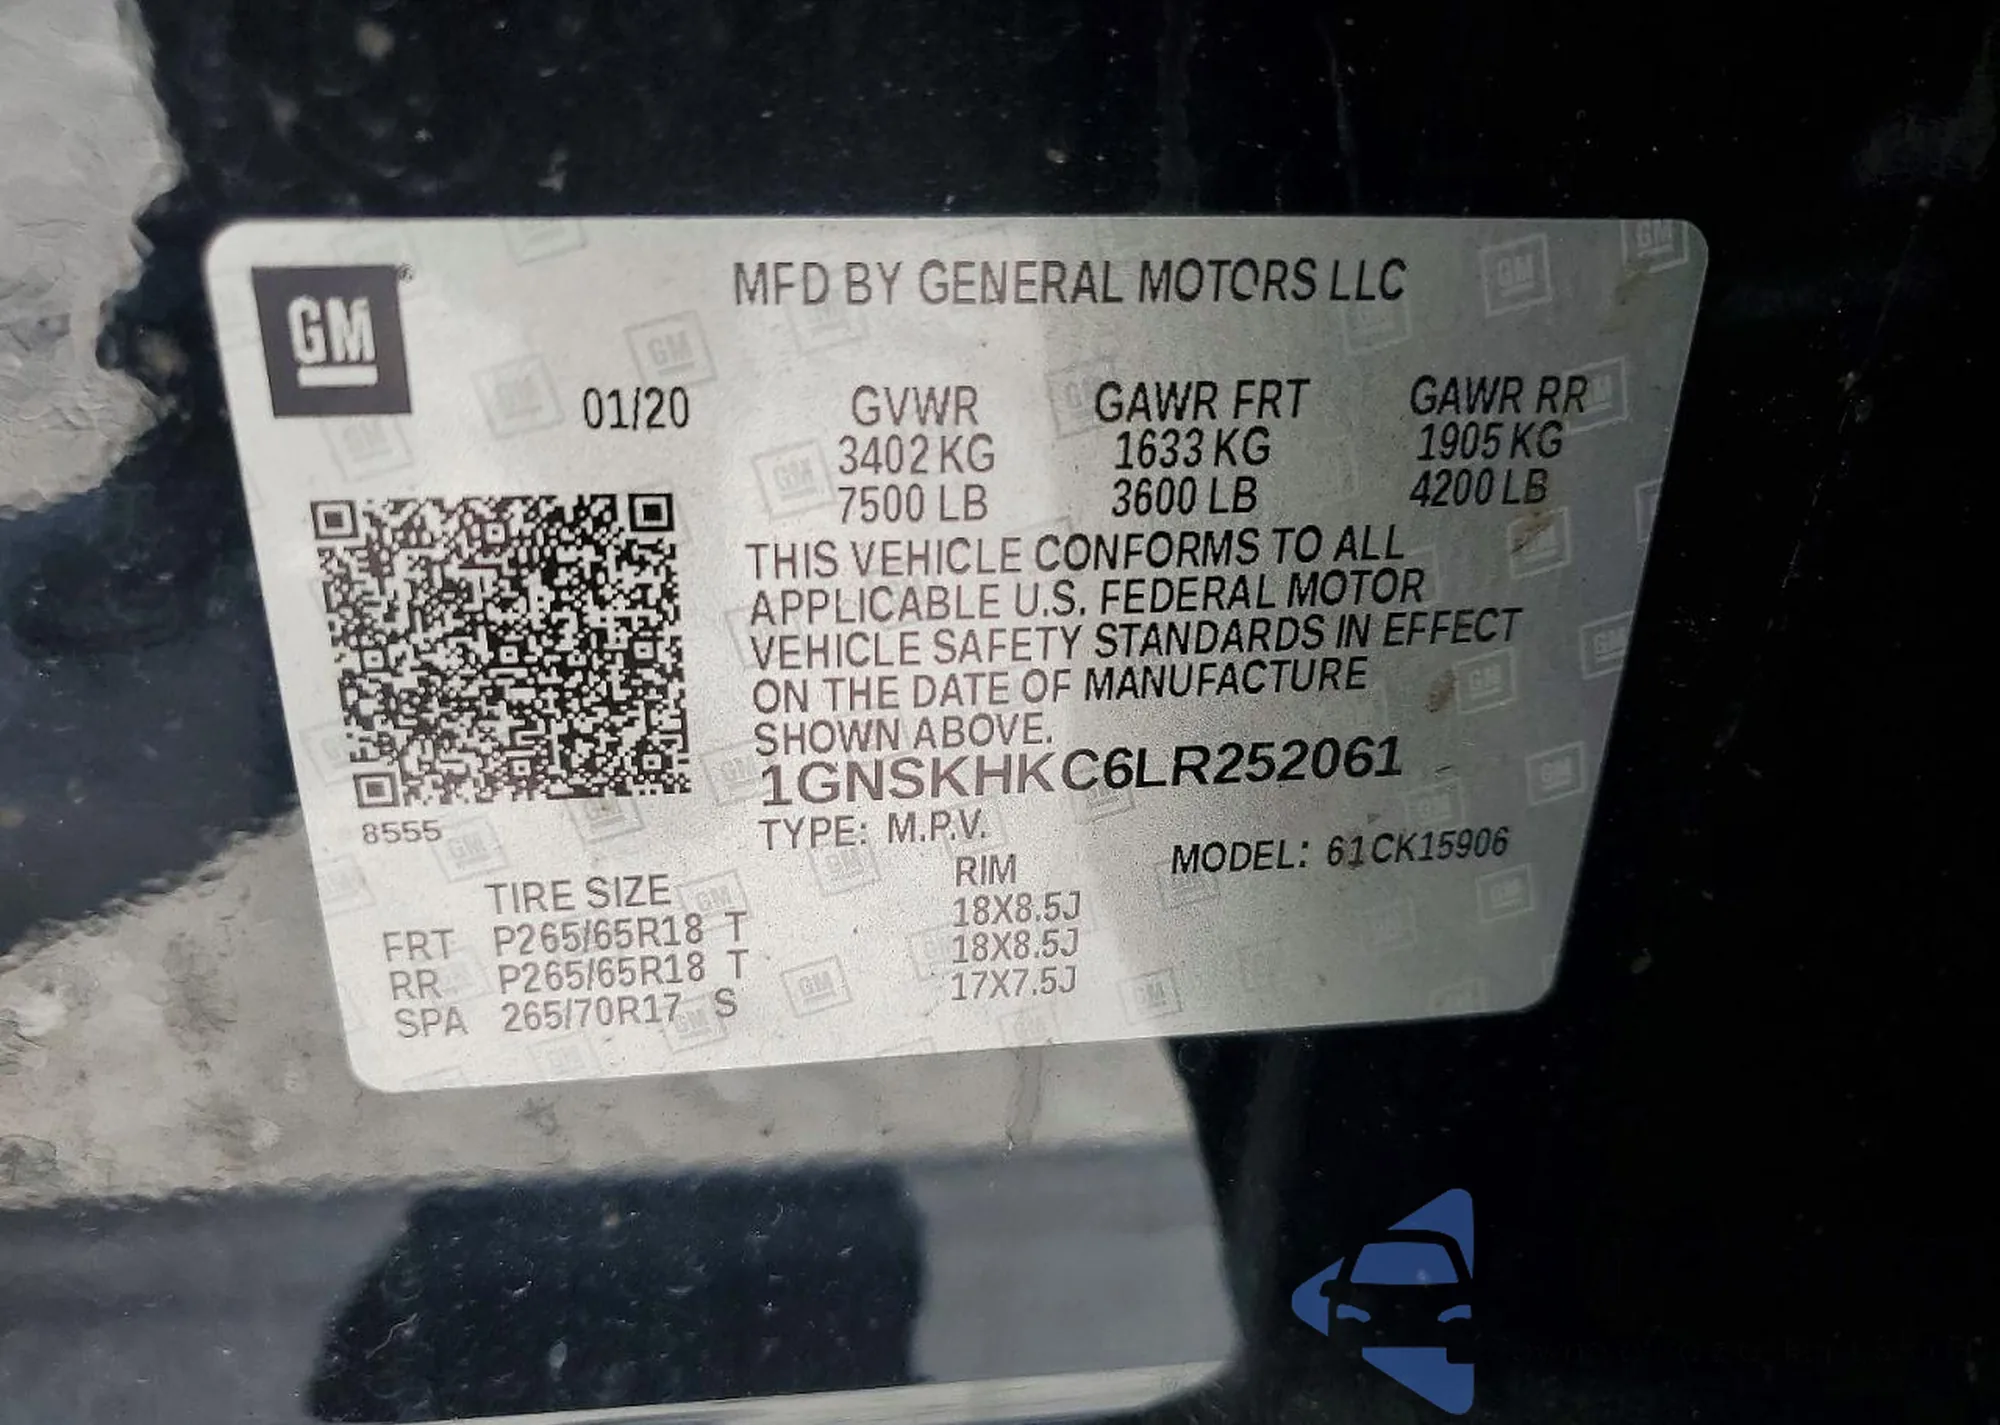 GM
MFD BY GENERAL MOTORS LLC
01/20 GVWR GAWR FRT GAWR RR
3402 KG 1633 KG 1905 KG
7500 LB 3600 LB 4200 LB
THIS VEHICLE CONFORMS TO ALL
APPLICABLE U.S. FEDERAL MOTOR
VEHICLE SAFETY STANDARDS IN EFFECT
ON THE DATE OF MANUFACTURE
SHOWN ABOVE.
1GNSKHKC6LR252061
8555 TYPE: M.P.V. MODEL: 61CK15906
TIRE SIZE RIM
FRT P265/65R18 T 18X8.5J
RR P265/65R18 T 18X8.5J
SPA 265/70R17 S 17X7.5J